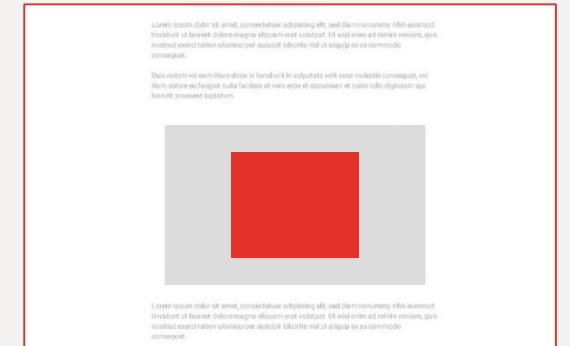 Lorem ipsum dolor sit amet, consectetuer adipiscing elit, sed diam nonummy nibh euismod
tincidunt ut laoreet dolore magna aliquam erat volutpat. Ut wisi enim ad minim veniam, quis
nostrud exerci tation ullamcorper suscipit lobortis nisl ut aliquip ex ea commodo
consequat.
Duis autem vel eum iriure dolor in hendrerit in vulputate velit esse molestie consequat, vel
illum dolore eu feugiat nulla facilisis at vero eros et accumsan et iusto odio dignissim qui
blandit praesent luptatum
Lorem ipsum dolor sit amet, consectetuer adipiscing elit, sed diam nonummy nibh euismod
tincidunt ut laoreet dolore magna aliquam erat volutpat. Ut wisi enim ad minim veniam, quis
nostrud exerci tation ullamcorper suscipit lobortis nisl ut aliquip ex ea commodo
consequat.